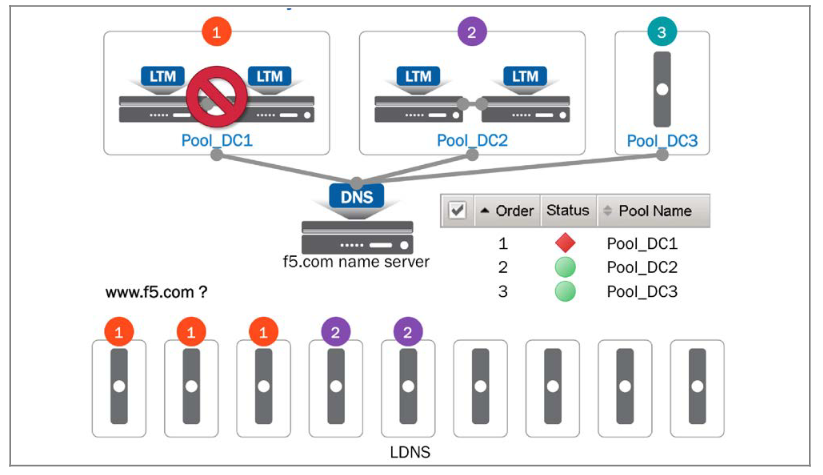 1
2
3
LTM LTM
LTM LTM
Pool_DC1
Pool_DC2
Pool_DC3
DNS
f5.com name server
Order Status Pool Name
1 Pool_DC1
2 Pool_DC2
3 Pool_DC3
www.f5.com ?
1 1 1 2 2
LDNS